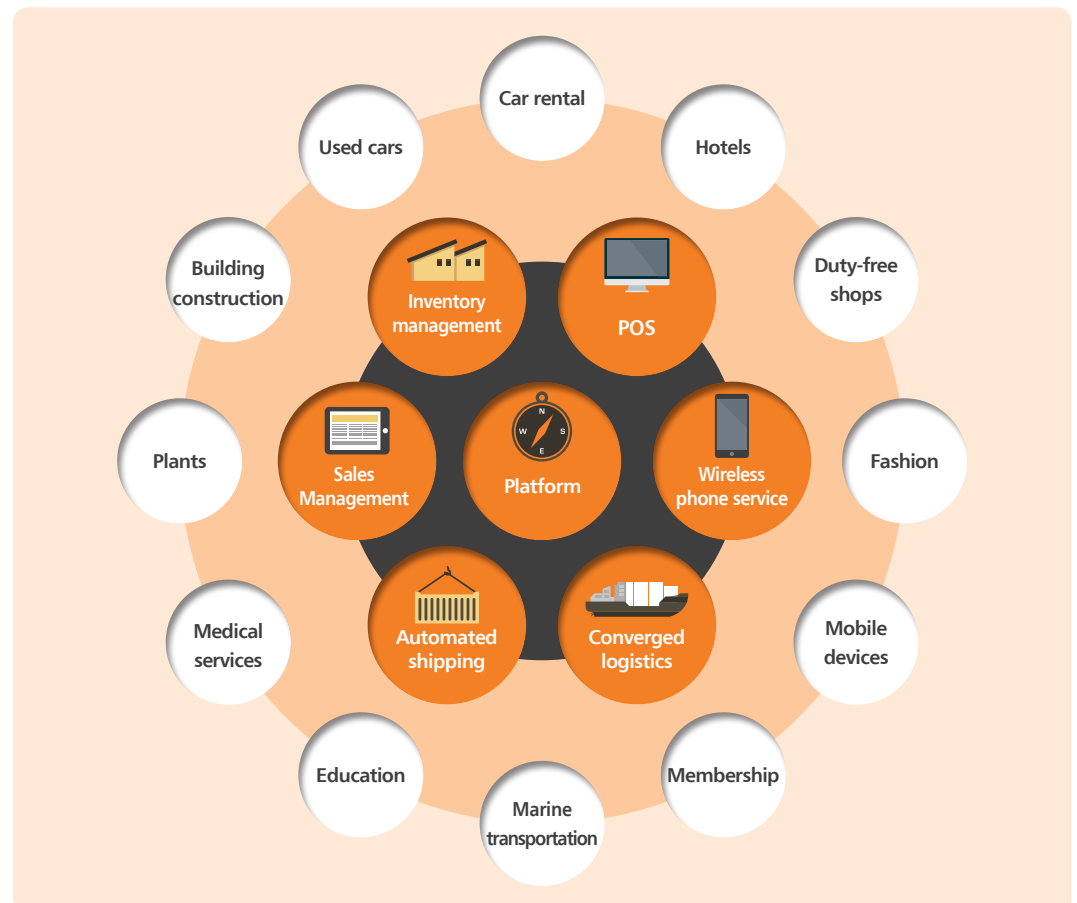 Car rental
Used cars
Hotels
Building
construction
Duty-free
shops
Inventory
management
POS
Plants
Sales
Management
N
W
S
E
Platform
Wireless
phone service
Fashion
Automated
shipping
Converged
logistics
Medical
services
Mobile
devices
Education
Membership
Marine
transportation